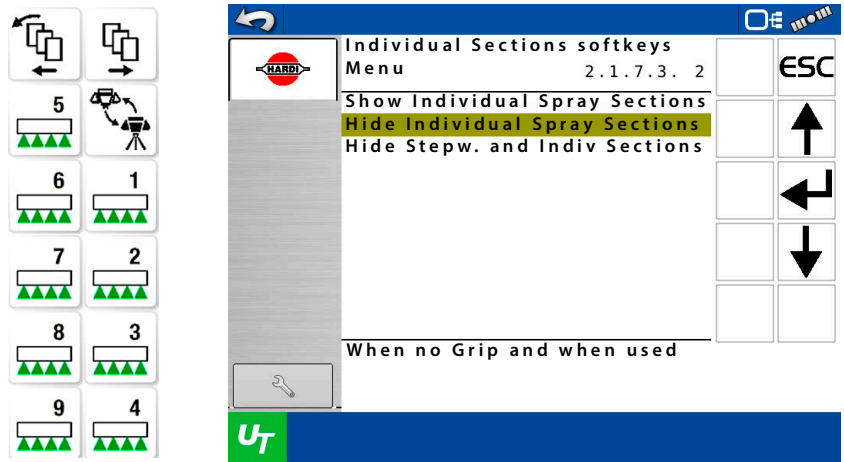 5
6 1
7 2
8 3
9 4
HARDI
Individual Sections softkeys
Menu 2.1.7.3. 2
Show Individual Spray Sections
Hide Individual Spray Sections
Hide Stepw. and Indiv Sections
When no Grip and when used
ESC
UT